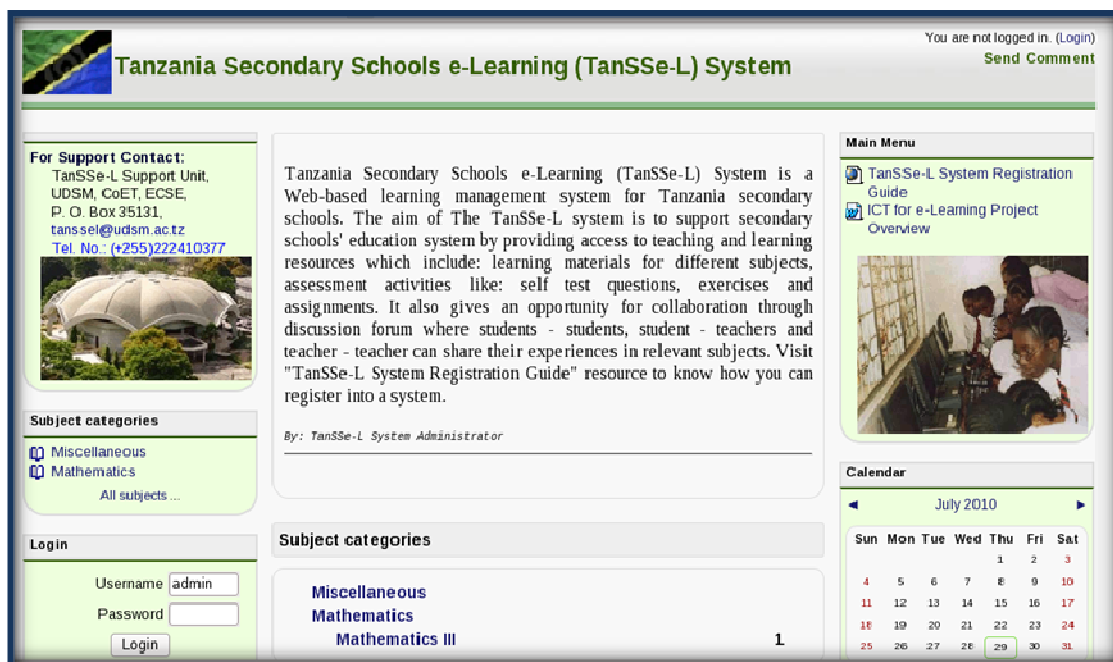 You are not logged in. (Login)
Send Comment
Tanzania Secondary Schools e-Learning (TanSSe-L) System
For Support Contact:
TanSSe-L Support Unit,
UDSM, CoET, ECSE,
P. O. Box 35131,
tanssel@udsm.ac.tz
Tel. No.: (+255)222410377
Subject categories
Miscellaneous
Mathematics
All subjects ...
Login
Username admin
Password
Login
Tanzania Secondary Schools e-Learning (TanSSe-L) System is a
Web-based learning management system for Tanzania secondary
schools. The aim of The TanSSe-L system is to support secondary
schools' education system by providing access to teaching and learning
resources which include: learning materials for different subjects,
assessment activities like: self test questions, exercises and
assignments. It also gives an opportunity for collaboration through
discussion forum where students - students, student - teachers and
teacher - teacher can share their experiences in relevant subjects. Visit
"TanSSe-L System Registration Guide" resource to know how you can
register into a system.
By: TanSSe-L System Administrator
Subject categories
Miscellaneous
Mathematics
Mathematics III 1
Main Menu
TanSSe-L System Registration
Guide
ICT for e-Learning Project
Overview
Calendar
◄ July 2010 ►
Sun Mon Tue Wed Thu Fri Sat
1 2 3
4 5 6 7 8 9 10
11 12 13 14 15 16 17
18 19 20 21 22 23 24
25 26 27 28 29 30 31